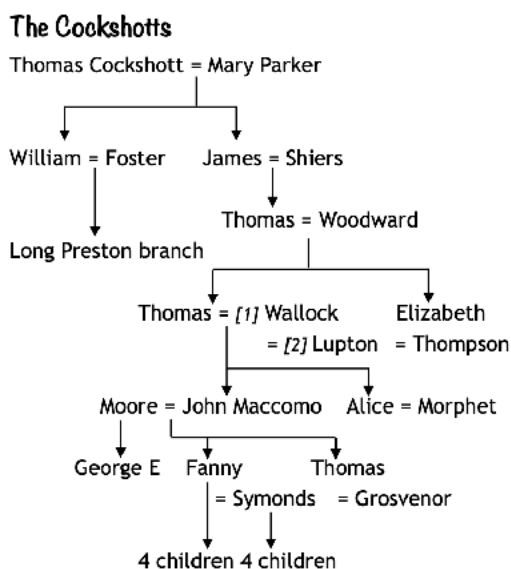 The Cockshotts
Thomas Cockshott = Mary Parker
William = Foster James = Shiers
Thomas = Woodward
Long Preston branch
Thomas = [1] Wallock Elizabeth
= [2] Lupton = Thompson
Moore = John Maccomo Alice = Morphet
George E Fanny Thomas
= Symonds = Grosvenor
4 children 4 children